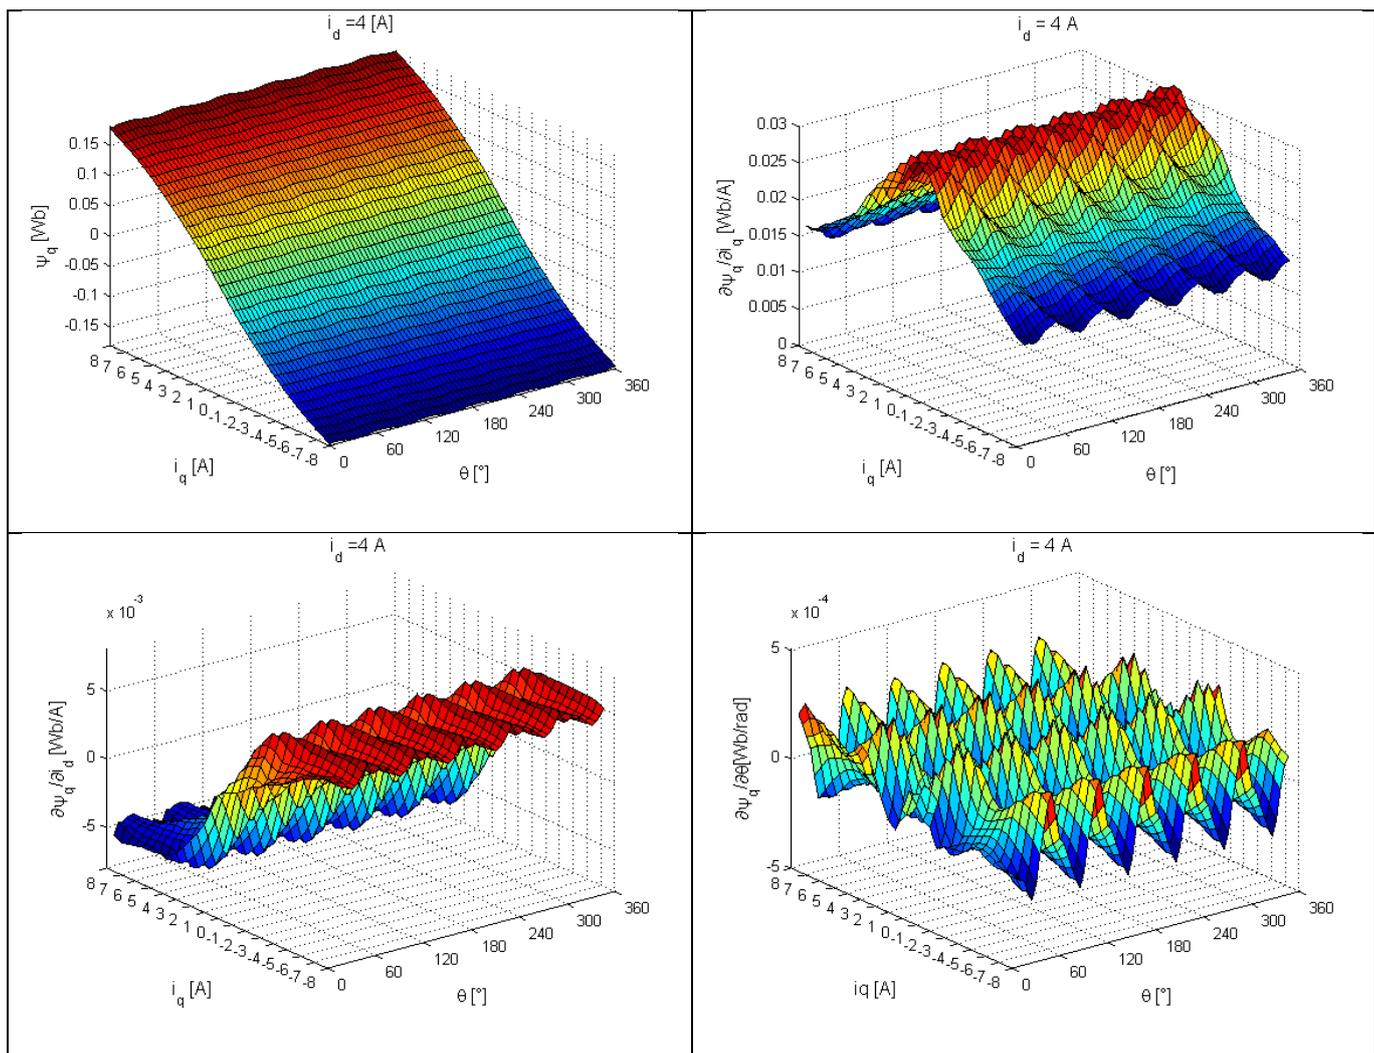 i_d =4 [A]
ψ_q [Wb]
0.15
0.1
0.05
0
-0.05
-0.1
-0.15
8 7 6 5 4 3 2 1 0 -1 -2 -3 -4 -5 -6 -7 -8
i_q [A]
0 60 120 180 240 300 360
θ [°]
i_d = 4 A
∂ψ_q/∂i_q [Wb/A]
0.03
0.025
0.02
0.015
0.01
0.005
0
8 7 6 5 4 3 2 1 0 -1 -2 -3 -4 -5 -6 -7 -8
i_q [A]
0 60 120 180 240 300 360
θ [°]
i_d =4 A
x 10^-3
∂ψ_q/∂i_d [Wb/A]
5
0
-5
8 7 6 5 4 3 2 1 0 -1 -2 -3 -4 -5 -6 -7 -8
i_q [A]
0 60 120 180 240 300 360
θ [°]
i_d = 4 A
x 10^-4
∂ψ_q/∂θ[Wb/rad]
5
0
-5
8 7 6 5 4 3 2 1 0 -1 -2 -3 -4 -5 -6 -7 -8
iq [A]
0 60 120 180 240 300 360
θ [°]